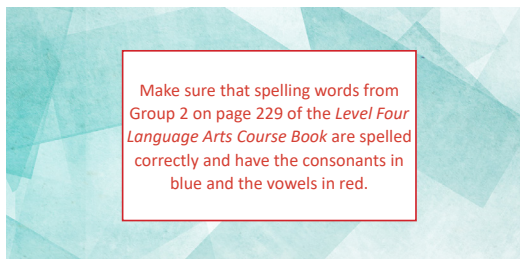 Make sure that spelling words from
Group 2 on page 229 of the Level Four
Language Arts Course Book are spelled
correctly and have the consonants in
blue and the vowels in red.